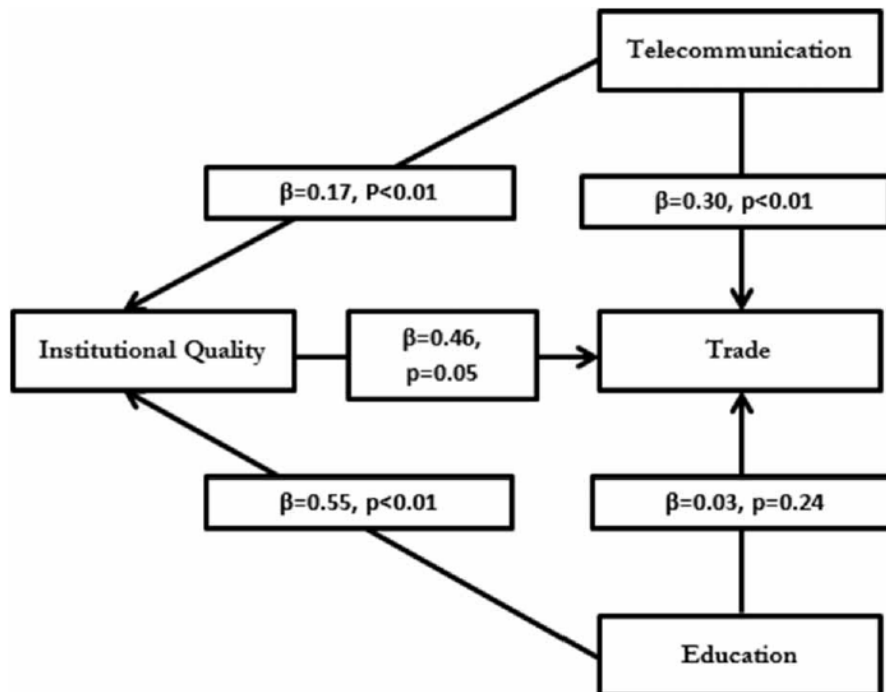 Telecommunication
β=0.17, P<0.01
β=0.30, p<0.01
Institutional Quality
β=0.46,
p=0.05
Trade
β=0.55, p<0.01
β=0.03, p=0.24
Education